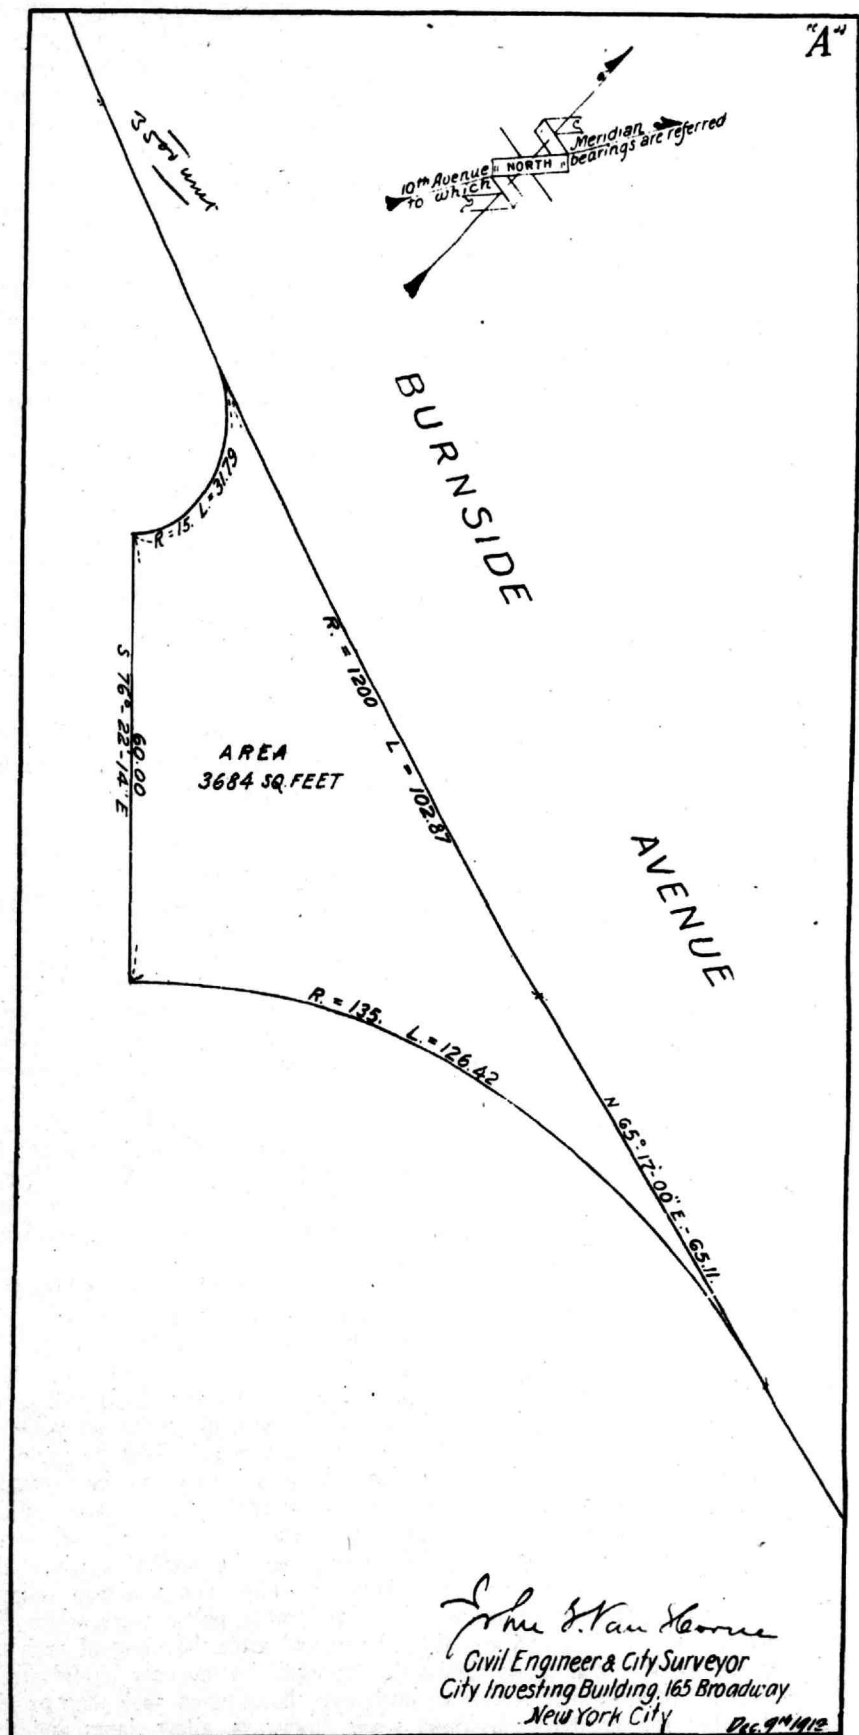 "A"
10th Avenue
to which
NORTH
Meridian
bearings are referred
BURNSIDE
AVENUE
R = 15. L = 31.79
R. = 1200 L = 102.87
S 76°-22'-14" E
60.00
AREA
3684 SQ. FEET
R. = 135. L. = 126.42
N 65°-17'-00" E. - 65.11.
Civil Engineer & City Surveyor
City Investing Building, 165 Broadway
New York City
Dec. 9th 1912